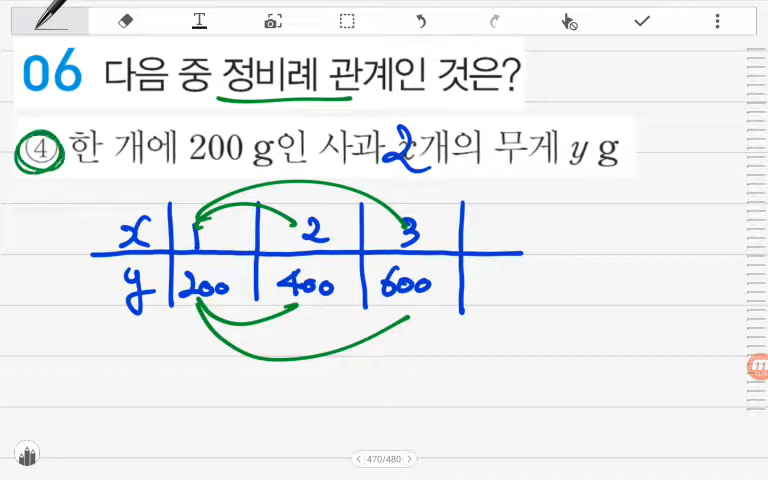 06 다음 중 정비례 관계인 것은?
④ 한 개에 200 g인 사과 2개의 무게 y g
x 1 2 3
y 200 400 600
470/480